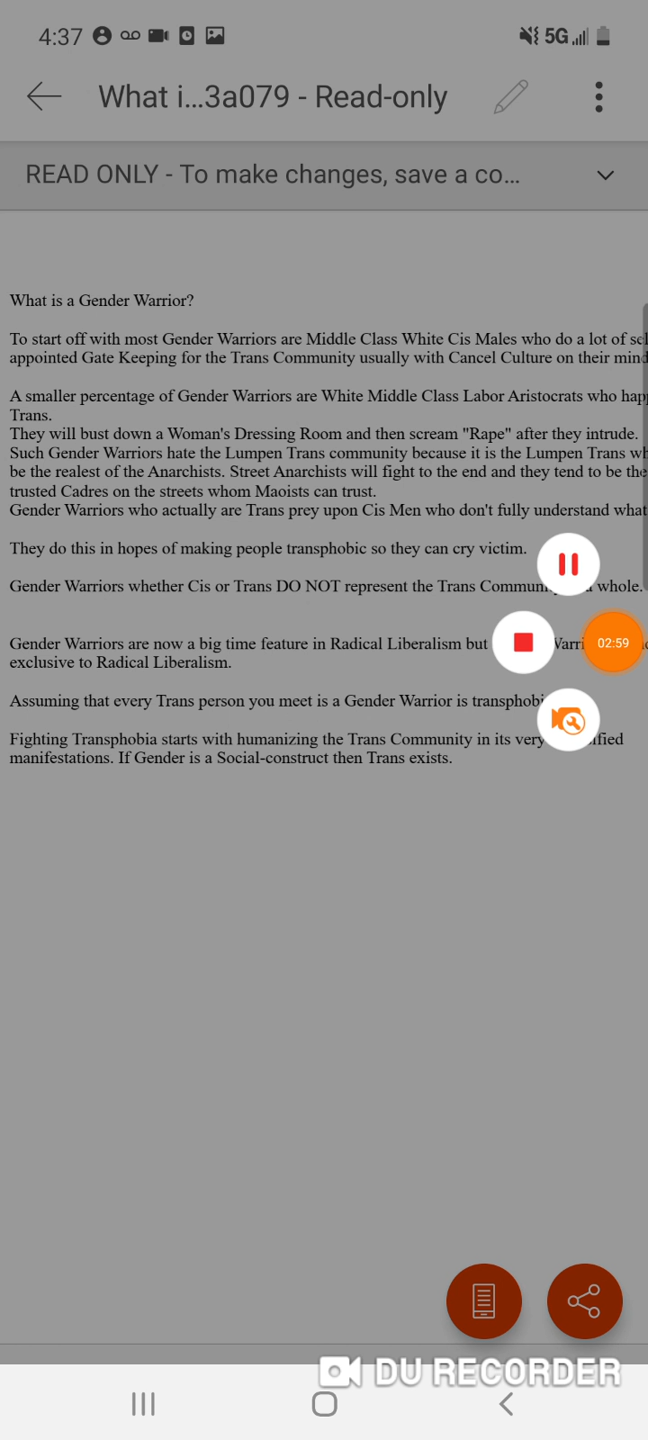 4:37
5G
What i...3a079 - Read-only
READ ONLY - To make changes, save a co...
What is a Gender Warrior?
To start off with most Gender Warriors are Middle Class White Cis Males who do a lot of
appointed Gate Keeping for the Trans Community usually with Cancel Culture on their mind
A smaller percentage of Gender Warriors are White Middle Class Labor Aristocrats who
Trans.
They will bust down a Woman's Dressing Room and then scream "Rape" after they intrude.
Such Gender Warriors hate the Lumpen Trans community because it is the Lumpen Trans
be the realest of the Anarchists. Street Anarchists will fight to the end and they tend to be the
trusted Cadres on the streets whom Maoists can trust.
Gender Warriors who actually are Trans prey upon Cis Men who don't fully understand what
They do this in hopes of making people transphobic so they can cry victim.
Gender Warriors whether Cis or Trans DO NOT represent the Trans whole.
02:59
Gender Warriors are now a big time feature in Radical Liberalism but
exclusive to Radical Liberalism.
Assuming that every Trans person you meet is a Gender Warrior is
Fighting Transphobia starts with humanizing the Trans Community in its very
manifestations. If Gender is a Social-construct then Trans exists.
DU RECORDER